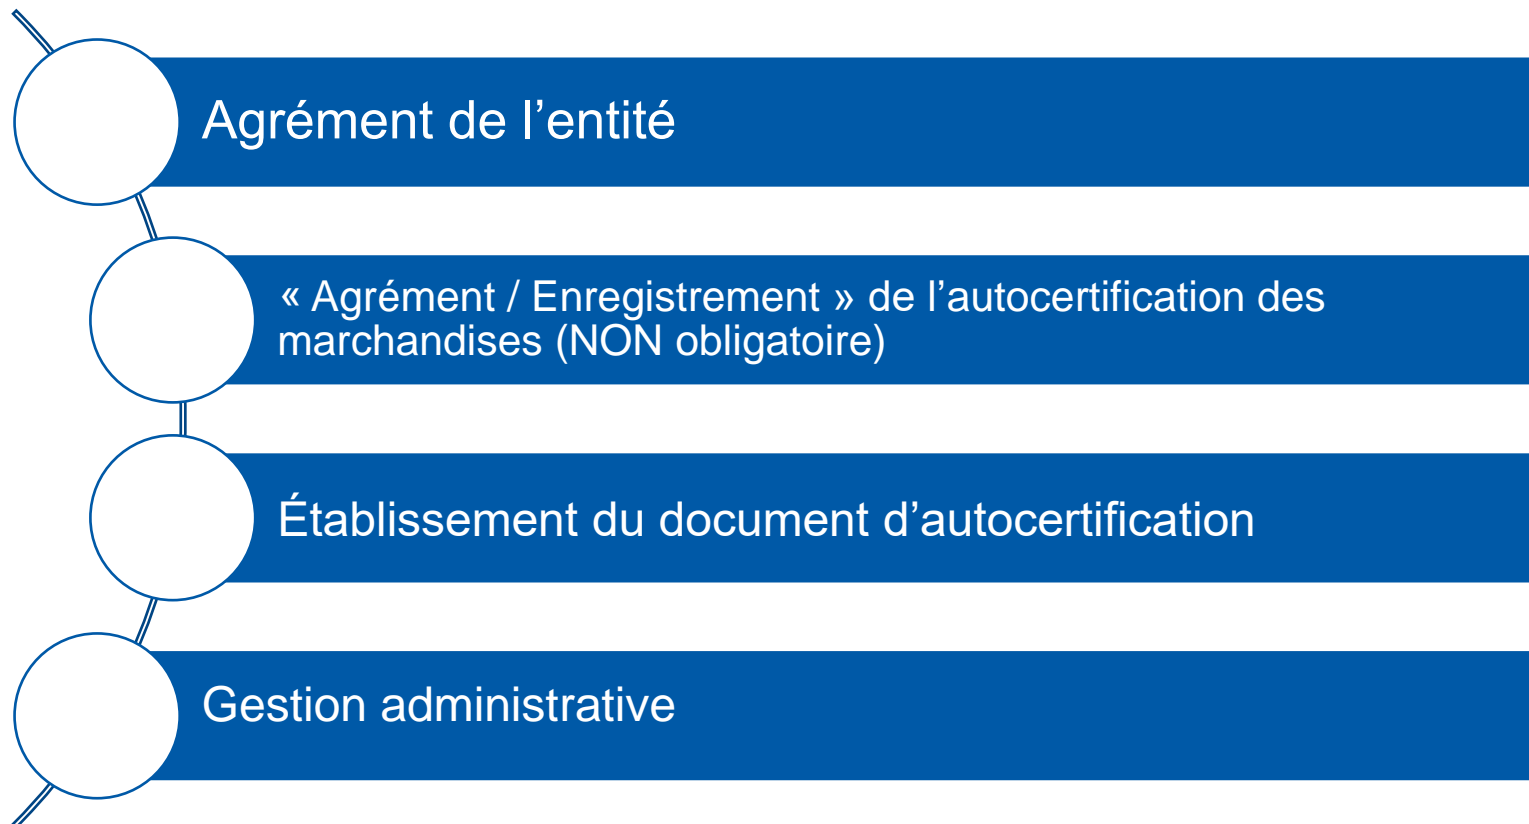 Agrément de l’entité
« Agrément / Enregistrement » de l’autocertification des
marchandises (NON obligatoire)
Établissement du document d’autocertification
Gestion administrative